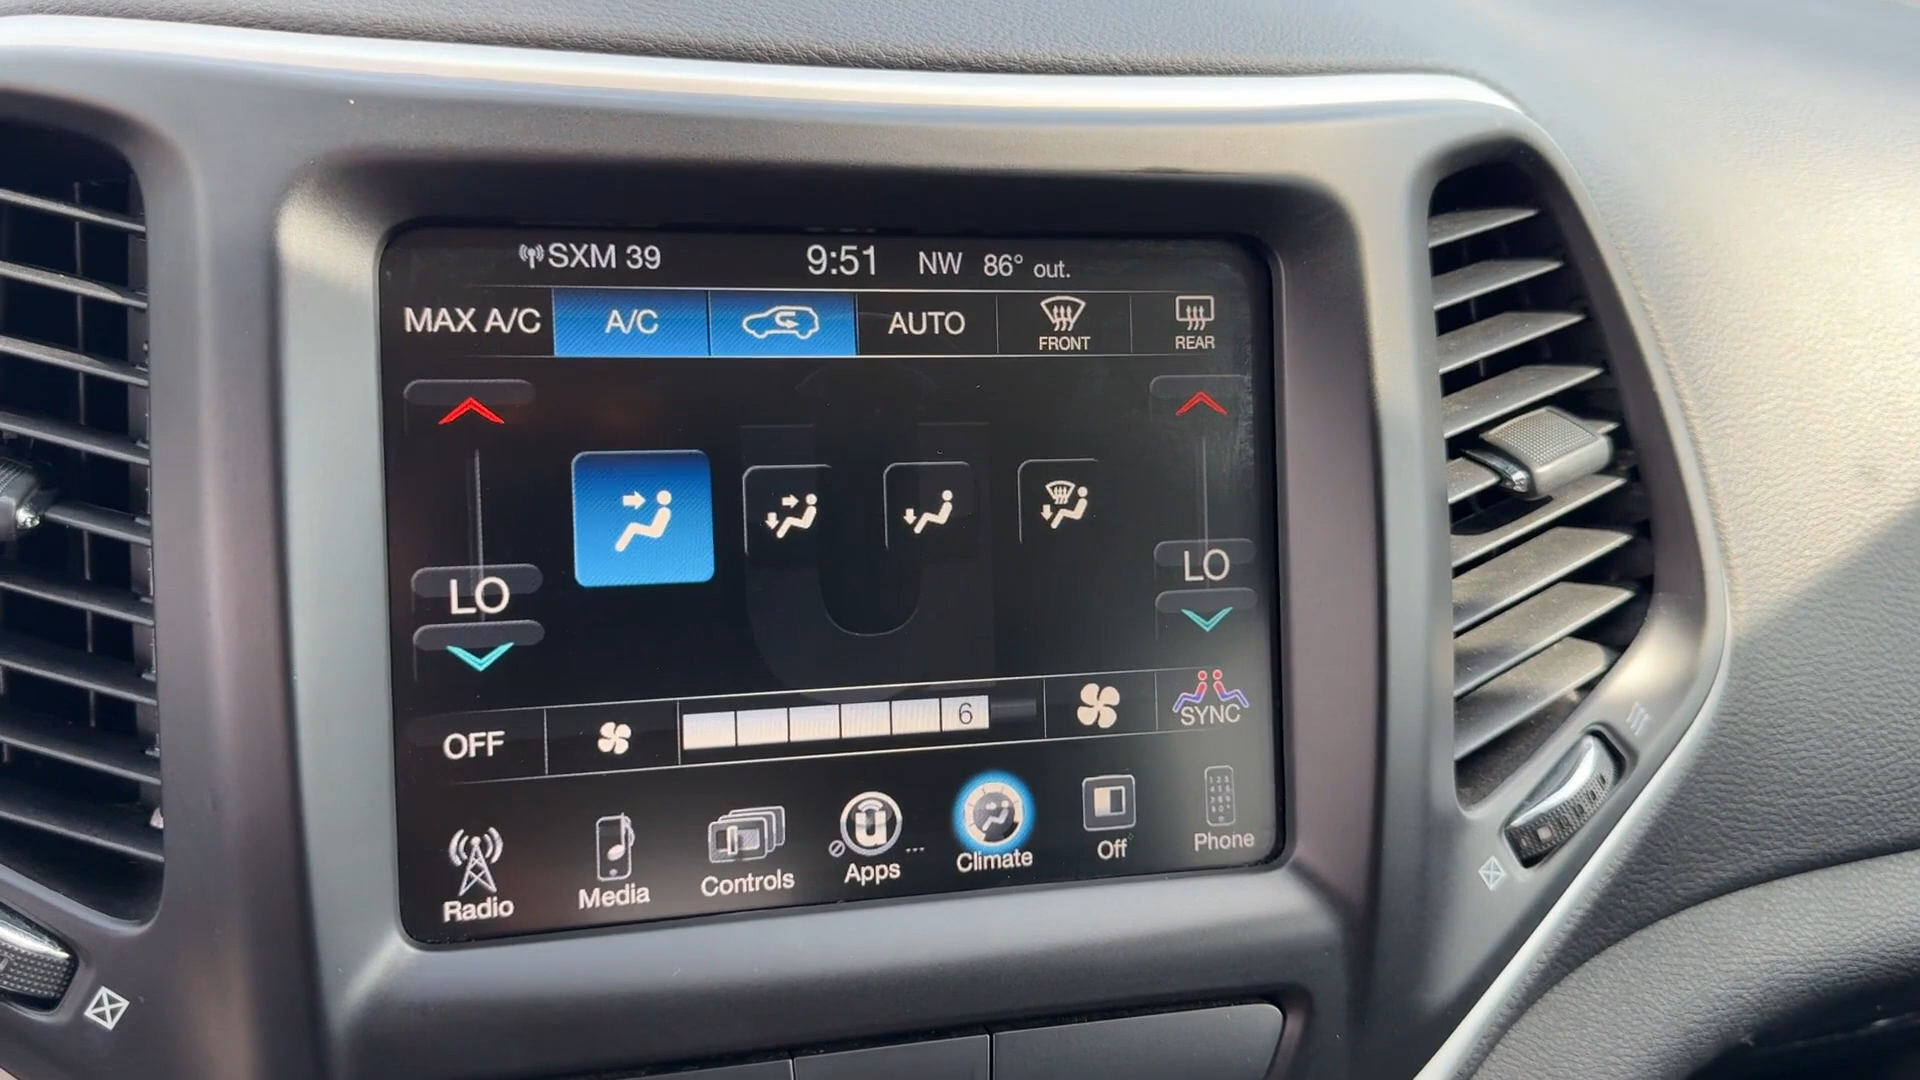 SXM 39 9:51 NW 86° out.
MAX A/C A/C AUTO FRONT REAR
LO LO
OFF 6 SYNC
Radio Media Controls Apps ... Climate Off Phone